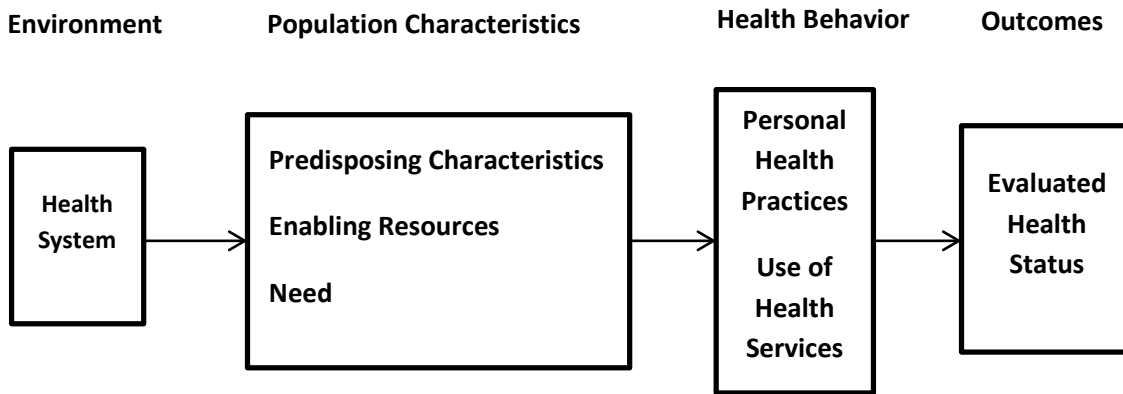 Environment
Population Characteristics
Health Behavior
Outcomes
Health
System
Predisposing Characteristics
Enabling Resources
Need
Personal
Health
Practices
Use of
Health
Services
Evaluated
Health
Status